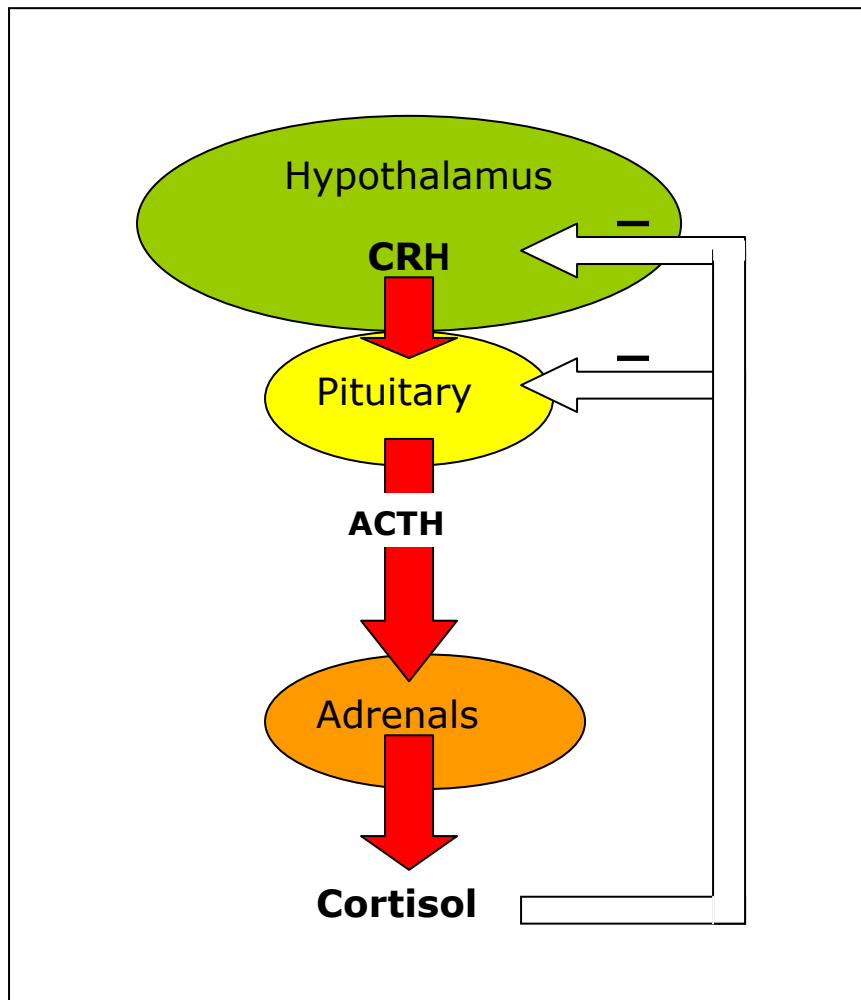 Hypothalamus
–
CRH
–
Pituitary
ACTH
Adrenals
Cortisol